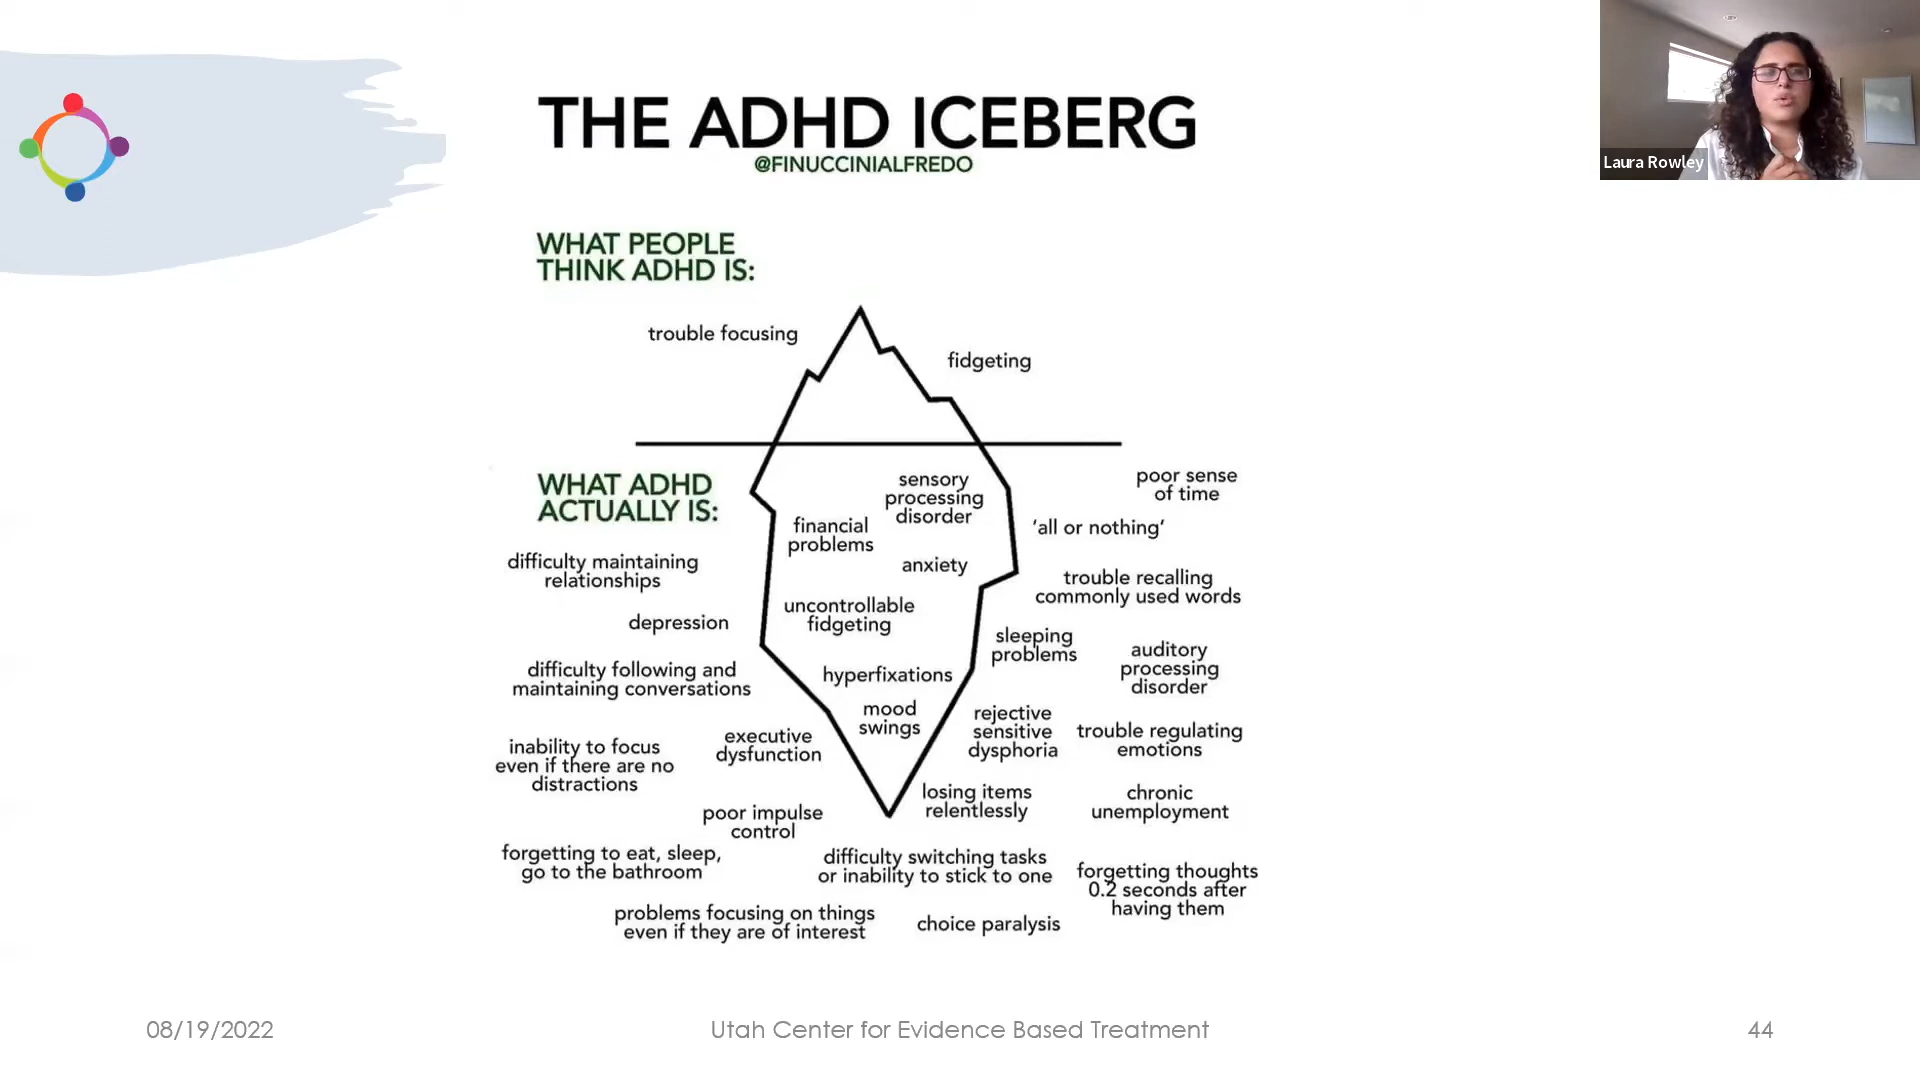 THE ADHD ICEBERG
@FINUCCINIALFREDO
Laura Rowley
WHAT PEOPLE
THINK ADHD IS:
trouble focusing
fidgeting
WHAT ADHD
ACTUALLY IS:
sensory
processing
disorder
poor sense
of time
financial
problems
'all or nothing'
difficulty maintaining
relationships
anxiety
trouble recalling
commonly used words
depression
uncontrollable
fidgeting
sleeping
problems
auditory
processing
disorder
difficulty following and
maintaining conversations
hyperfixations
mood
swings
rejective
sensitive
dysphoria
trouble regulating
emotions
inability to focus
even if there are no
distractions
executive
dysfunction
losing items
relentlessly
chronic
unemployment
poor impulse
control
forgetting to eat, sleep,
go to the bathroom
difficulty switching tasks
or inability to stick to one
forgetting thoughts
0.2 seconds after
having them
problems focusing on things
even if they are of interest
choice paralysis
08/19/2022
Utah Center for Evidence Based Treatment
44